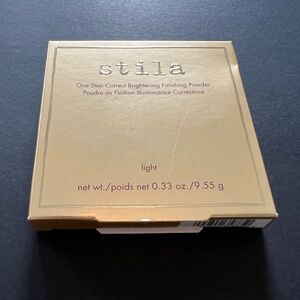 stila
One Step Correct Brightening Finishing Powder
Poudre de Finition Illuminatrice Correctrice
light
net wt./poids net 0.33 oz./9.55 g